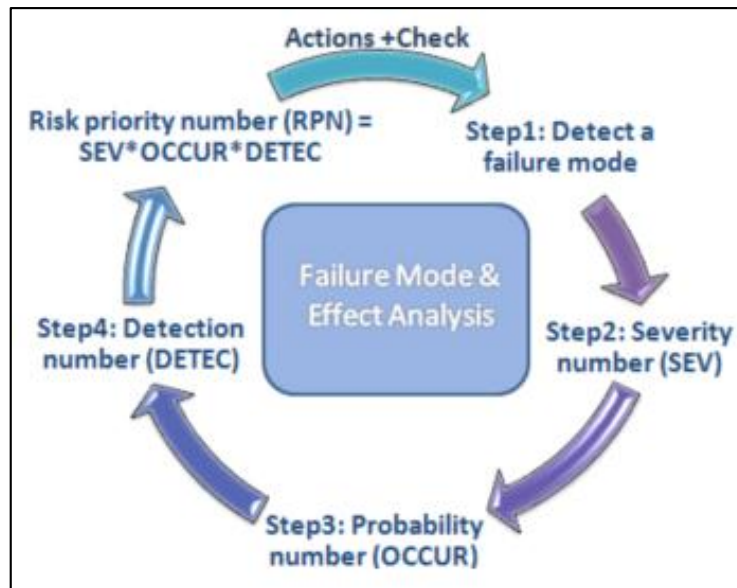 Actions +Check
Step1: Detect a
failure mode
Step2: Severity
number (SEV)
Step3: Probability
number (OCCUR)
Step4: Detection
number (DETEC)
Risk priority number (RPN) =
SEV*OCCUR*DETEC
Failure Mode &
Effect Analysis